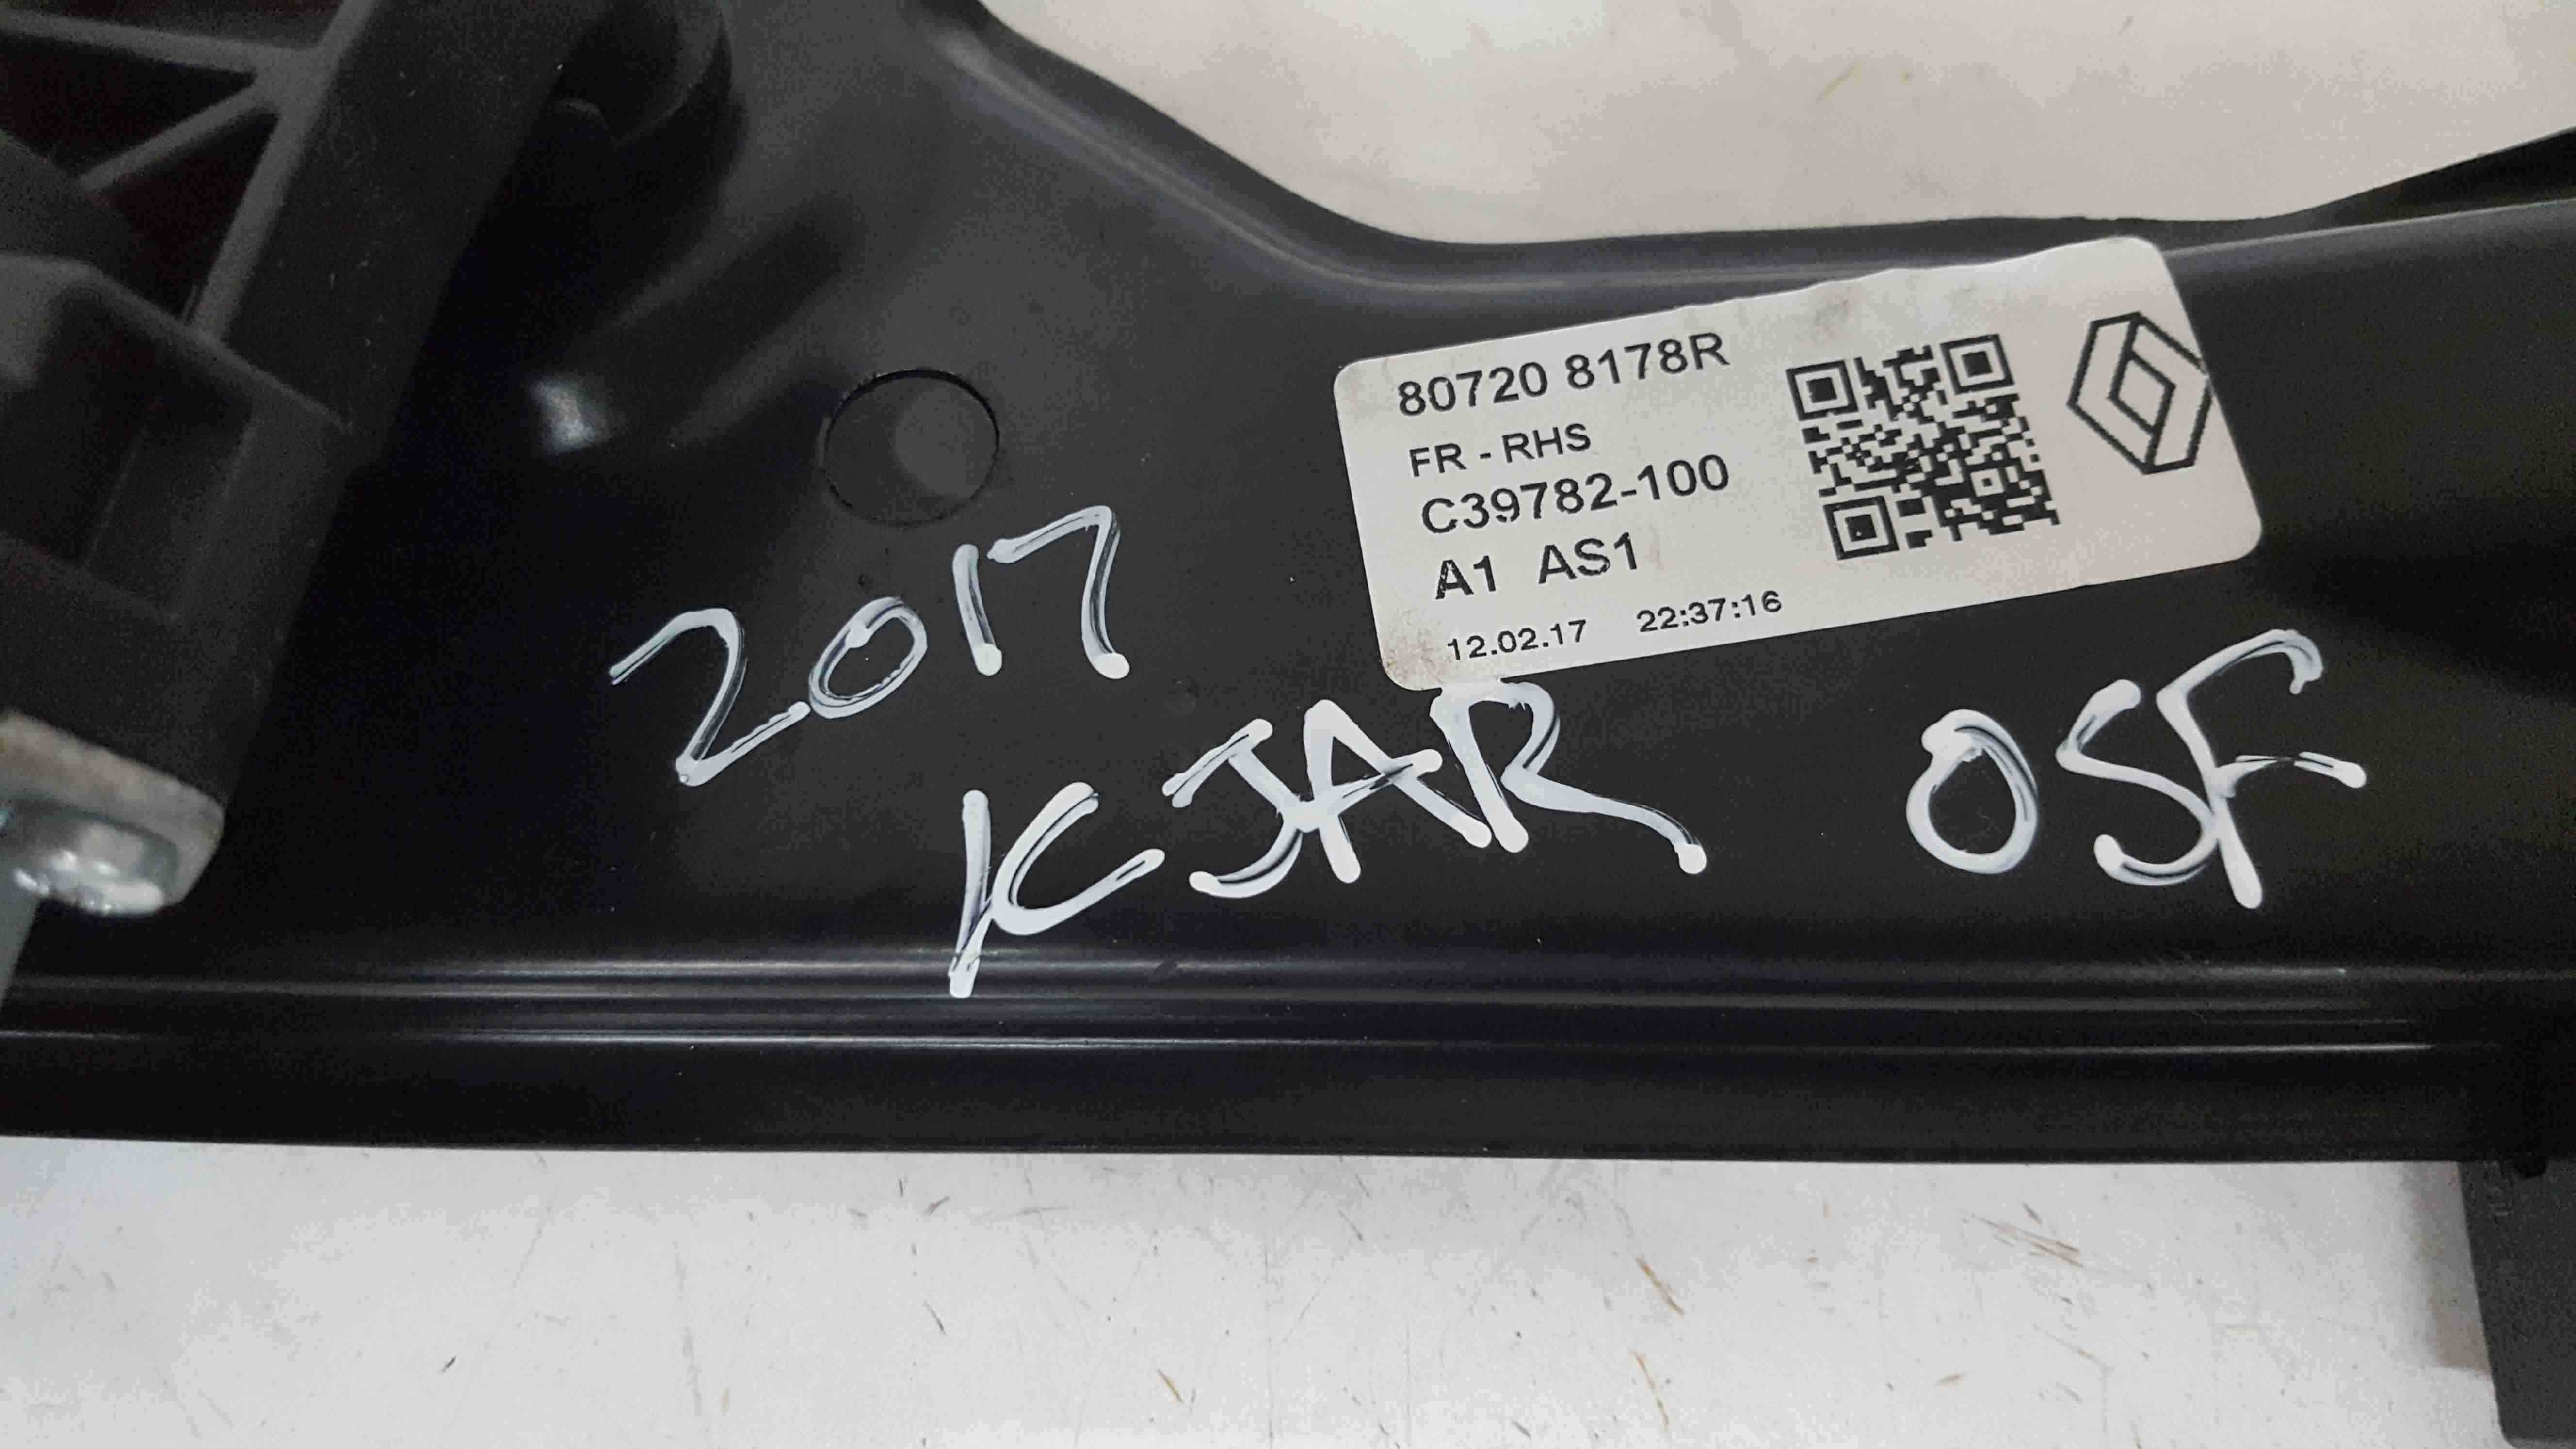 80720 8178R
FR - RHS
C39782-100
A1 AS1
12.02.17 22:37:16
2017
KJAR OSF